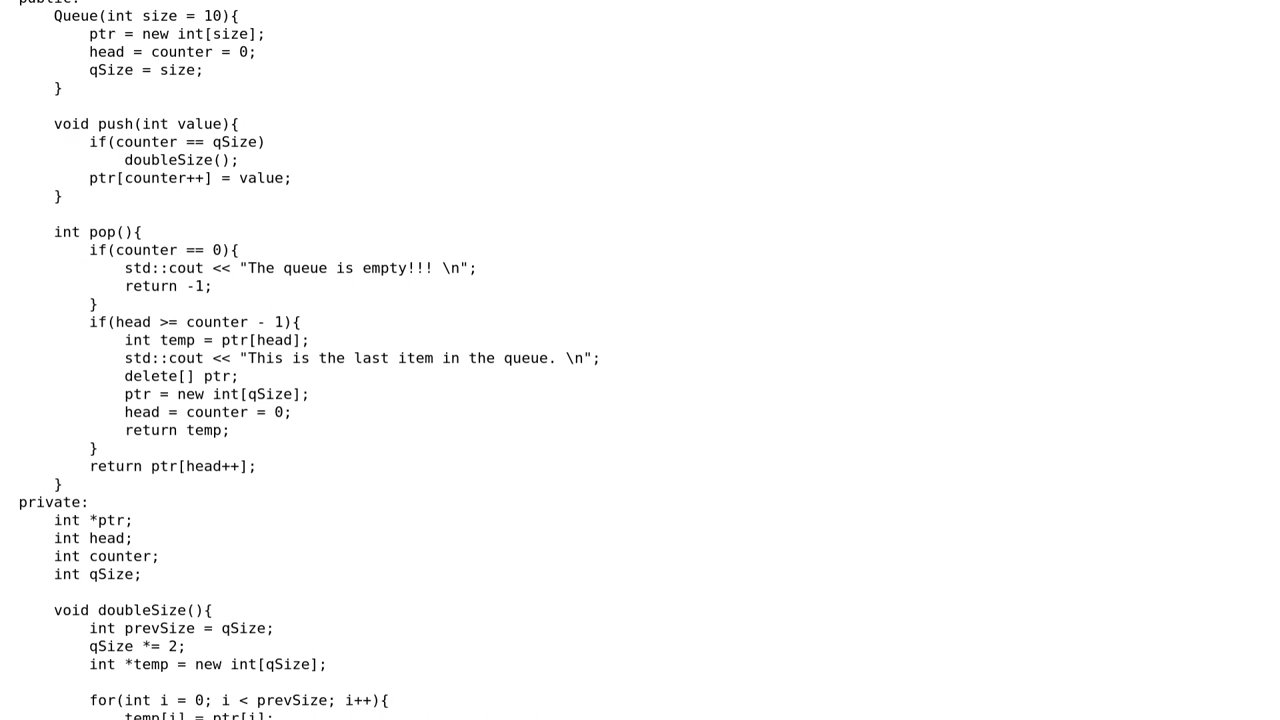 public:
    Queue(int size = 10){
        ptr = new int[size];
        head = counter = 0;
        qSize = size;
    }

    void push(int value){
        if(counter == qSize)
            doubleSize();
        ptr[counter++] = value;
    }

    int pop(){
        if(counter == 0){
            std::cout << "The queue is empty!!! \n";
            return -1;
        }
        if(head >= counter - 1){
            int temp = ptr[head];
            std::cout << "This is the last item in the queue. \n";
            delete[] ptr;
            ptr = new int[qSize];
            head = counter = 0;
            return temp;
        }
        return ptr[head++];
    }
private:
    int *ptr;
    int head;
    int counter;
    int qSize;

    void doubleSize(){
        int prevSize = qSize;
        qSize *= 2;
        int *temp = new int[qSize];

        for(int i = 0; i < prevSize; i++){
            temp[i] = ptr[i];